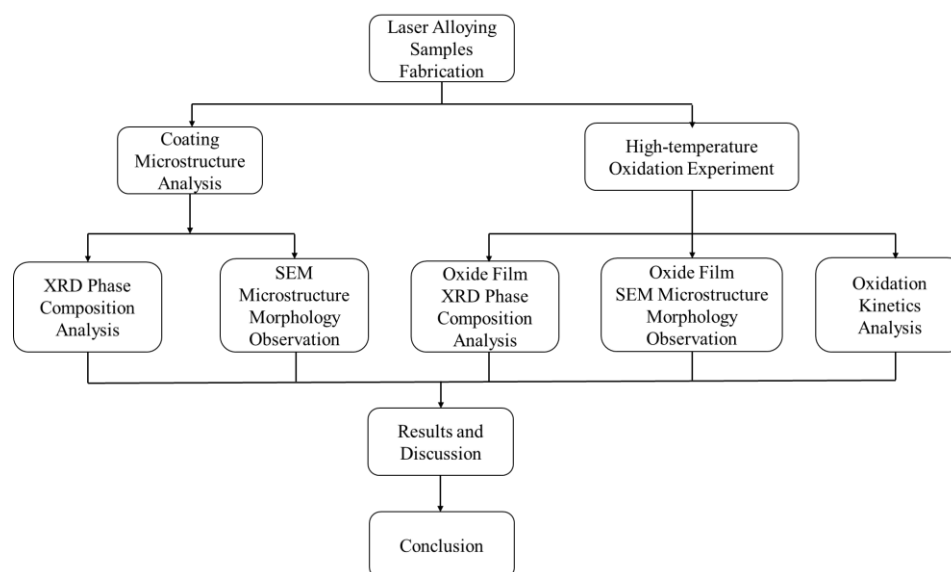 Laser Alloying
Samples
Fabrication
Coating
Microstructure
Analysis
High-temperature
Oxidation Experiment
XRD Phase
Composition
Analysis
SEM
Microstructure
Morphology
Observation
Oxide Film
XRD Phase
Composition
Analysis
Oxide Film
SEM Microstructure
Morphology
Observation
Oxidation
Kinetics
Analysis
Results and
Discussion
Conclusion